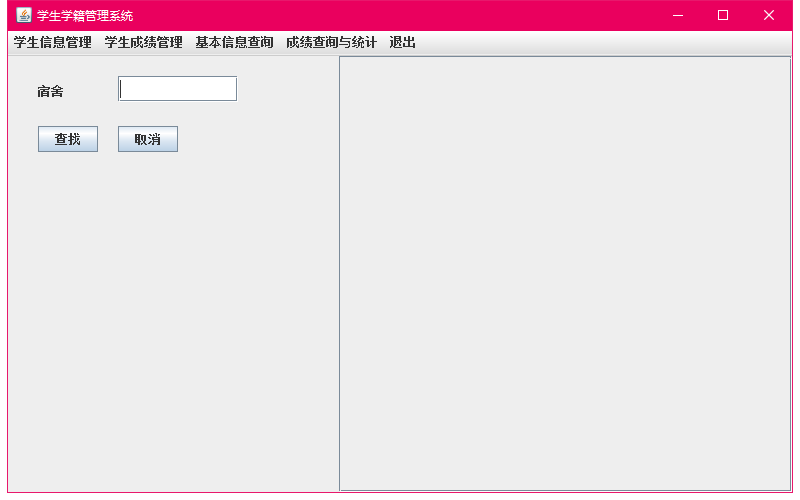 学生学籍管理系统
学生信息管理 学生成绩管理 基本信息查询 成绩查询与统计 退出
宿舍
查找 取消